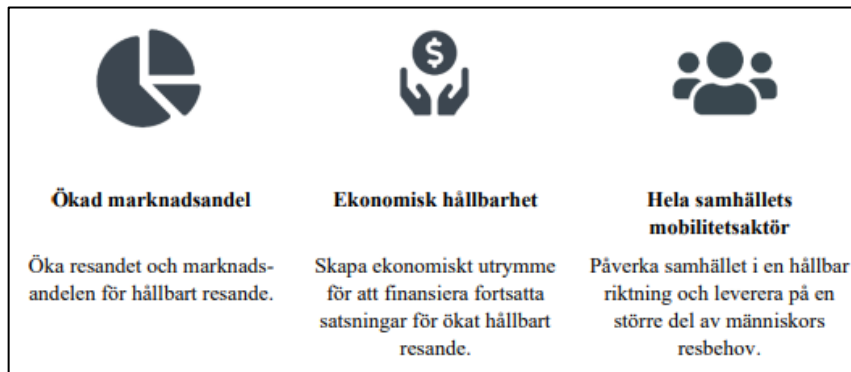 $
Ökad marknadsandel
Öka resandet och marknads-
andelen för hållbart resande.
Ekonomisk hållbarhet
Skapa ekonomiskt utrymme
för att finansiera fortsatta
satsningar för ökat hållbart
resande.
Hela samhällets
mobilitetsaktör
Påverka samhället i en hållbar
riktning och leverera på en
större del av människors
resbehov.